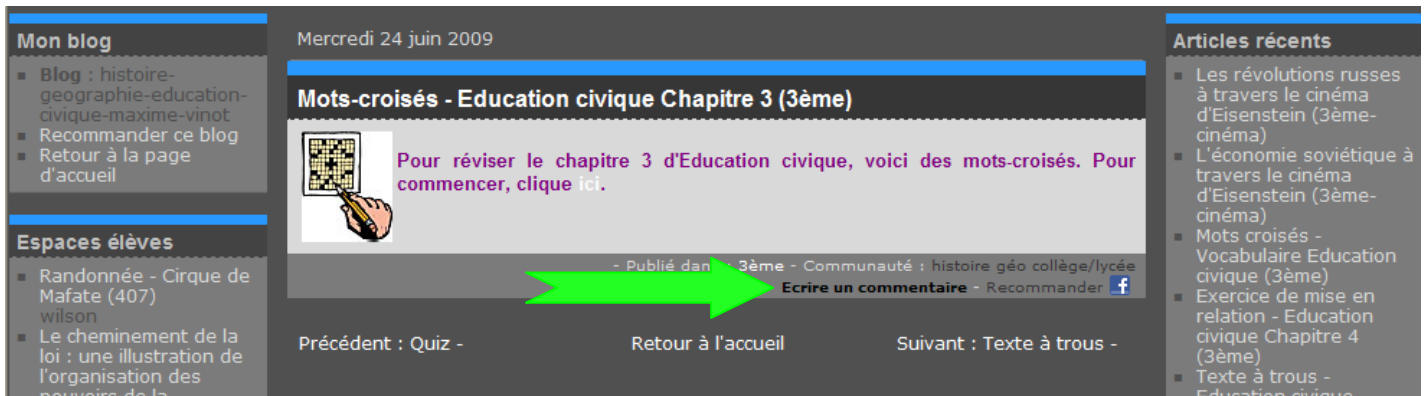 Mon blog
Blog : histoire-
geographie-education-
civique-maxime-vinot
Recommander ce blog
Retour à la page
d'accueil
Espaces élèves
Randonnée - Cirque de
Mafate (407)
wilson
Le cheminement de la
loi : une illustration de
l'organisation des
pouvoirs de la
Mercredi 24 juin 2009
Mots-croisés - Education civique Chapitre 3 (3ème)
Pour réviser le chapitre 3 d'Education civique, voici des mots-croisés. Pour
commencer, clique ici.
- Publié dans : 3ème - Communauté : histoire géo collège/lycée
Ecrire un commentaire - Recommander
Précédent : Quiz - Retour à l'accueil Suivant : Texte à trous -
Articles récents
Les révolutions russes
à travers le cinéma
d'Eisenstein (3ème-
cinéma)
L'économie soviétique à
travers le cinéma
d'Eisenstein (3ème-
cinéma)
Mots croisés -
Vocabulaire Education
civique (3ème)
Exercice de mise en
relation - Education
civique Chapitre 4
(3ème)
Texte à trous -
Education civique